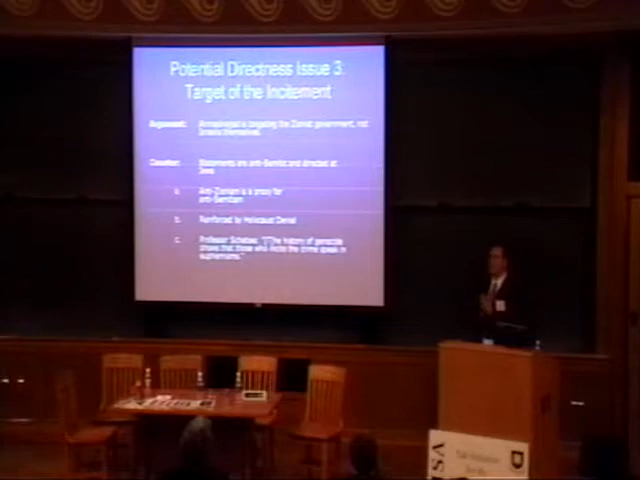 Potential Directness Issue 3:
Target of the Incitement
Argument: Ahmadinejad is targeting the Zionist government, not
Israelis themselves.
Counter: Statements are anti-Semitic and directed at
Jews
a. Anti-Zionism is a proxy for
anti-Semitism
b. Reinforced by Holocaust Denial
c. Professor Schabas: "[T]he history of genocide
shows that those who incite the crime speak in
euphemisms."
D